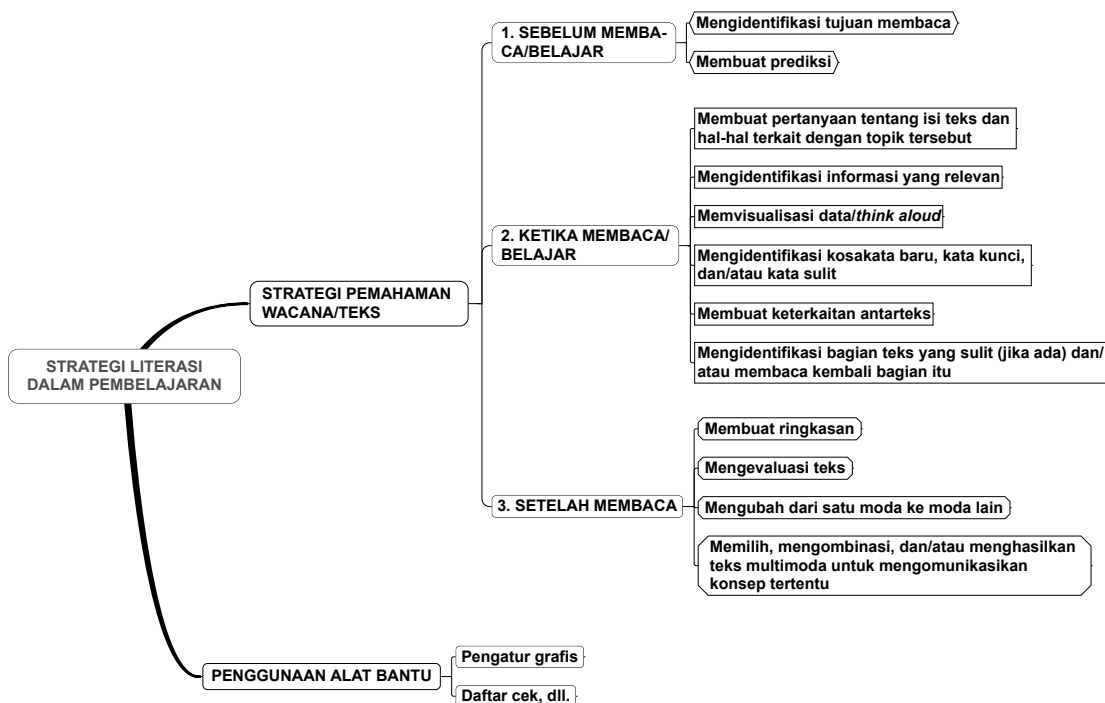 STRATEGI LITERASI
DALAM PEMBELAJARAN
STRATEGI PEMAHAMAN
WACANA/TEKS
1. SEBELUM MEMBA-
CA/BELAJAR
Mengidentifikasi tujuan membaca
Membuat prediksi
2. KETIKA MEMBACA/
BELAJAR
Membuat pertanyaan tentang isi teks dan
hal-hal terkait dengan topik tersebut
Mengidentifikasi informasi yang relevan
Memvisualisasi data/think aloud
Mengidentifikasi kosakata baru, kata kunci,
dan/atau kata sulit
Membuat keterkaitan antarteks
Mengidentifikasi bagian teks yang sulit (jika ada) dan/
atau membaca kembali bagian itu
3. SETELAH MEMBACA
Membuat ringkasan
Mengevaluasi teks
Mengubah dari satu moda ke moda lain
Memilih, mengombinasi, dan/atau menghasilkan
teks multimoda untuk mengomunikasikan
konsep tertentu
PENGGUNAAN ALAT BANTU
Pengatur grafis
Daftar cek, dll.